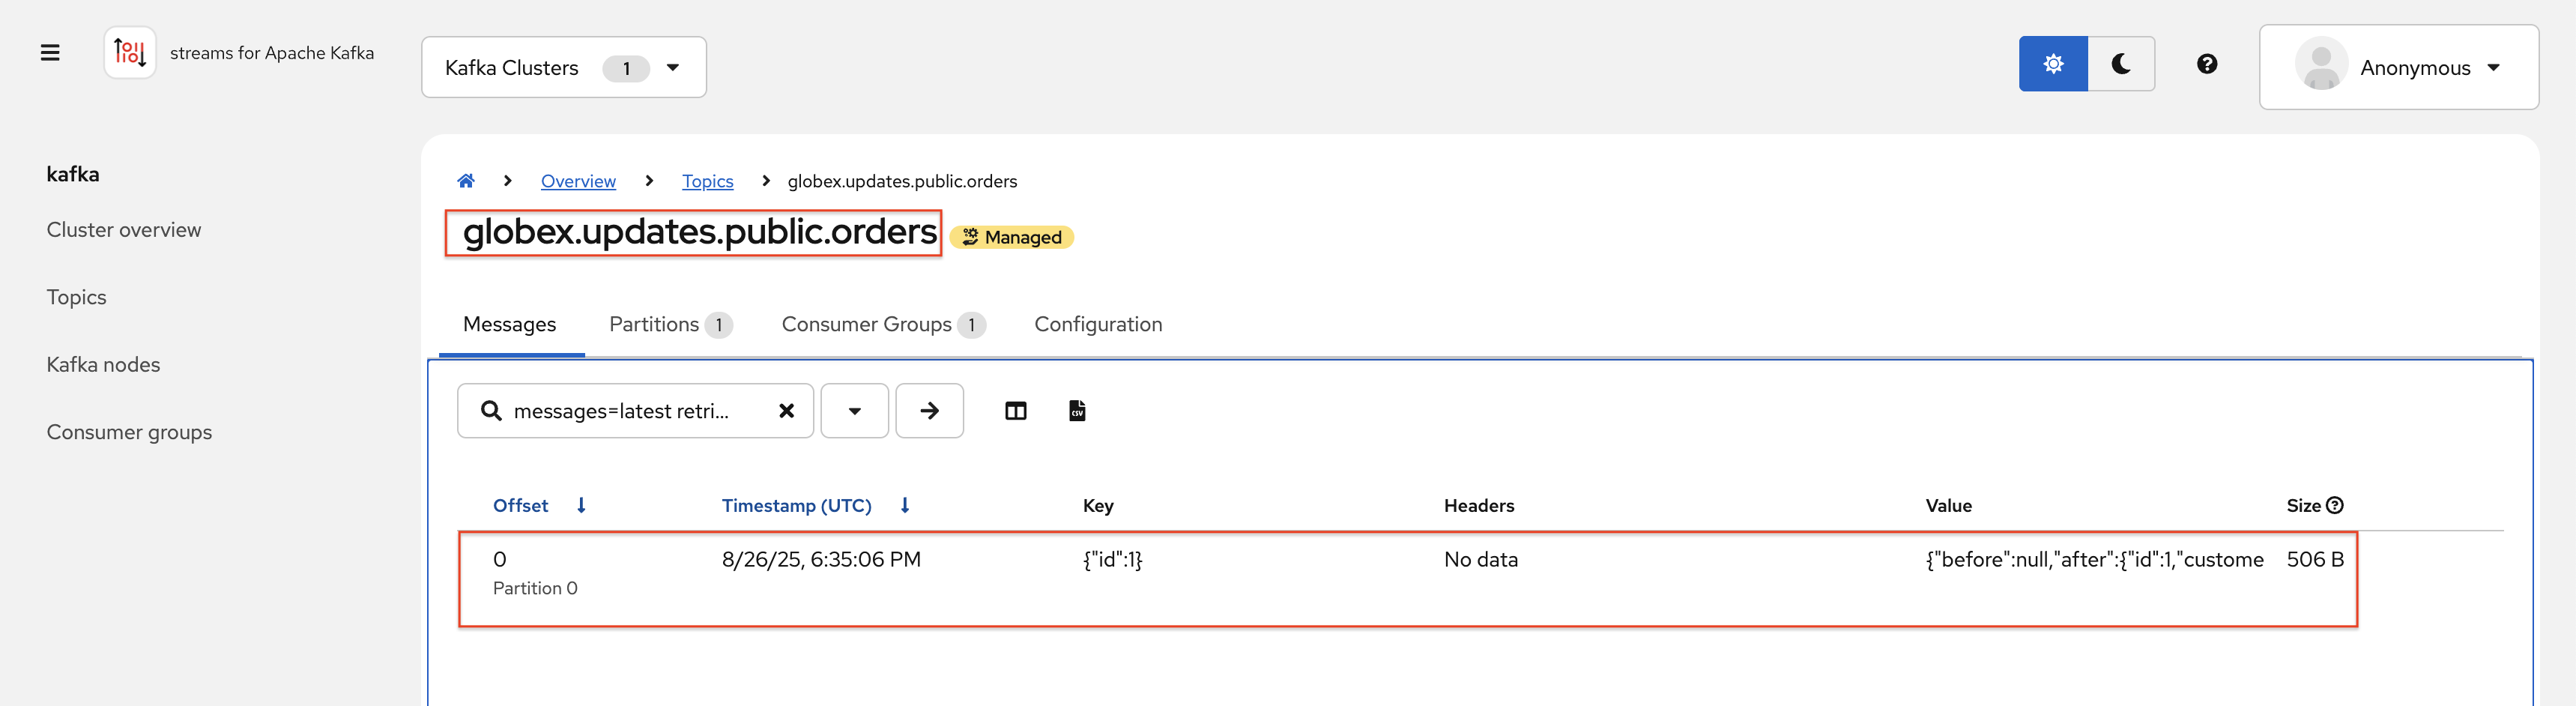 streams for Apache Kafka
Kafka Clusters 1
Anonymous
kafka
Cluster overview
Topics
Kafka nodes
Consumer groups
Overview Topics globex.updates.public.orders
globex.updates.public.orders Managed
Messages Partitions 1 Consumer Groups 1 Configuration
messages=latest retri...
CSV
Offset Timestamp (UTC) Key Headers Value Size
0 8/26/25, 6:35:06 PM {"id":1} No data {"before":null,"after":{"id":1,"custome 506 B
Partition 0